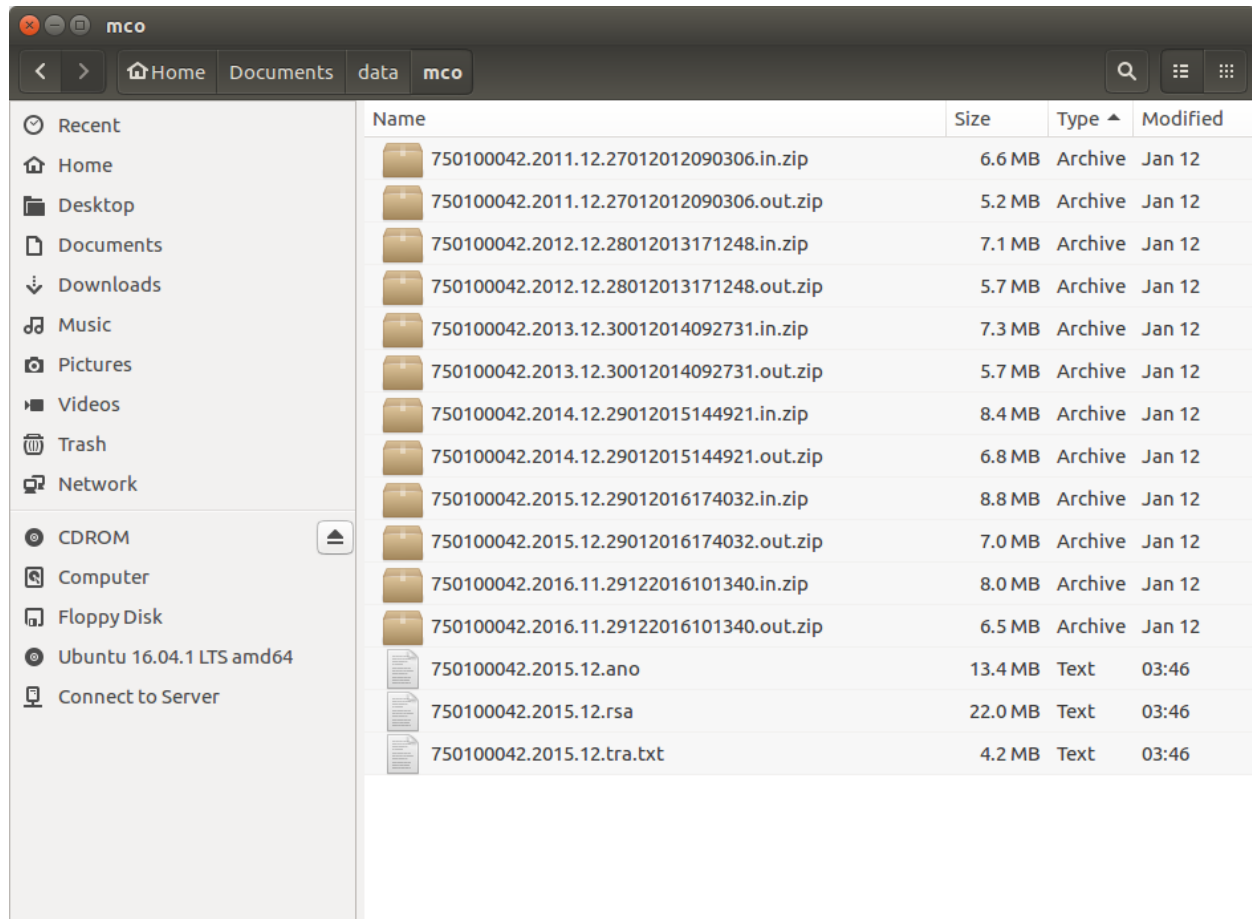 mco
Home Documents data mco
Recent
Home
Desktop
Documents
Downloads
Music
Pictures
Videos
Trash
Network
CDROM
Computer
Floppy Disk
Ubuntu 16.04.1 LTS amd64
Connect to Server
Name Size Type Modified
750100042.2011.12.27012012090306.in.zip 6.6 MB Archive Jan 12
750100042.2011.12.27012012090306.out.zip 5.2 MB Archive Jan 12
750100042.2012.12.28012013171248.in.zip 7.1 MB Archive Jan 12
750100042.2012.12.28012013171248.out.zip 5.7 MB Archive Jan 12
750100042.2013.12.30012014092731.in.zip 7.3 MB Archive Jan 12
750100042.2013.12.30012014092731.out.zip 5.7 MB Archive Jan 12
750100042.2014.12.29012015144921.in.zip 8.4 MB Archive Jan 12
750100042.2014.12.29012015144921.out.zip 6.8 MB Archive Jan 12
750100042.2015.12.29012016174032.in.zip 8.8 MB Archive Jan 12
750100042.2015.12.29012016174032.out.zip 7.0 MB Archive Jan 12
750100042.2016.11.29122016101340.in.zip 8.0 MB Archive Jan 12
750100042.2016.11.29122016101340.out.zip 6.5 MB Archive Jan 12
750100042.2015.12.ano 13.4 MB Text 03:46
750100042.2015.12.rsa 22.0 MB Text 03:46
750100042.2015.12.tra.txt 4.2 MB Text 03:46